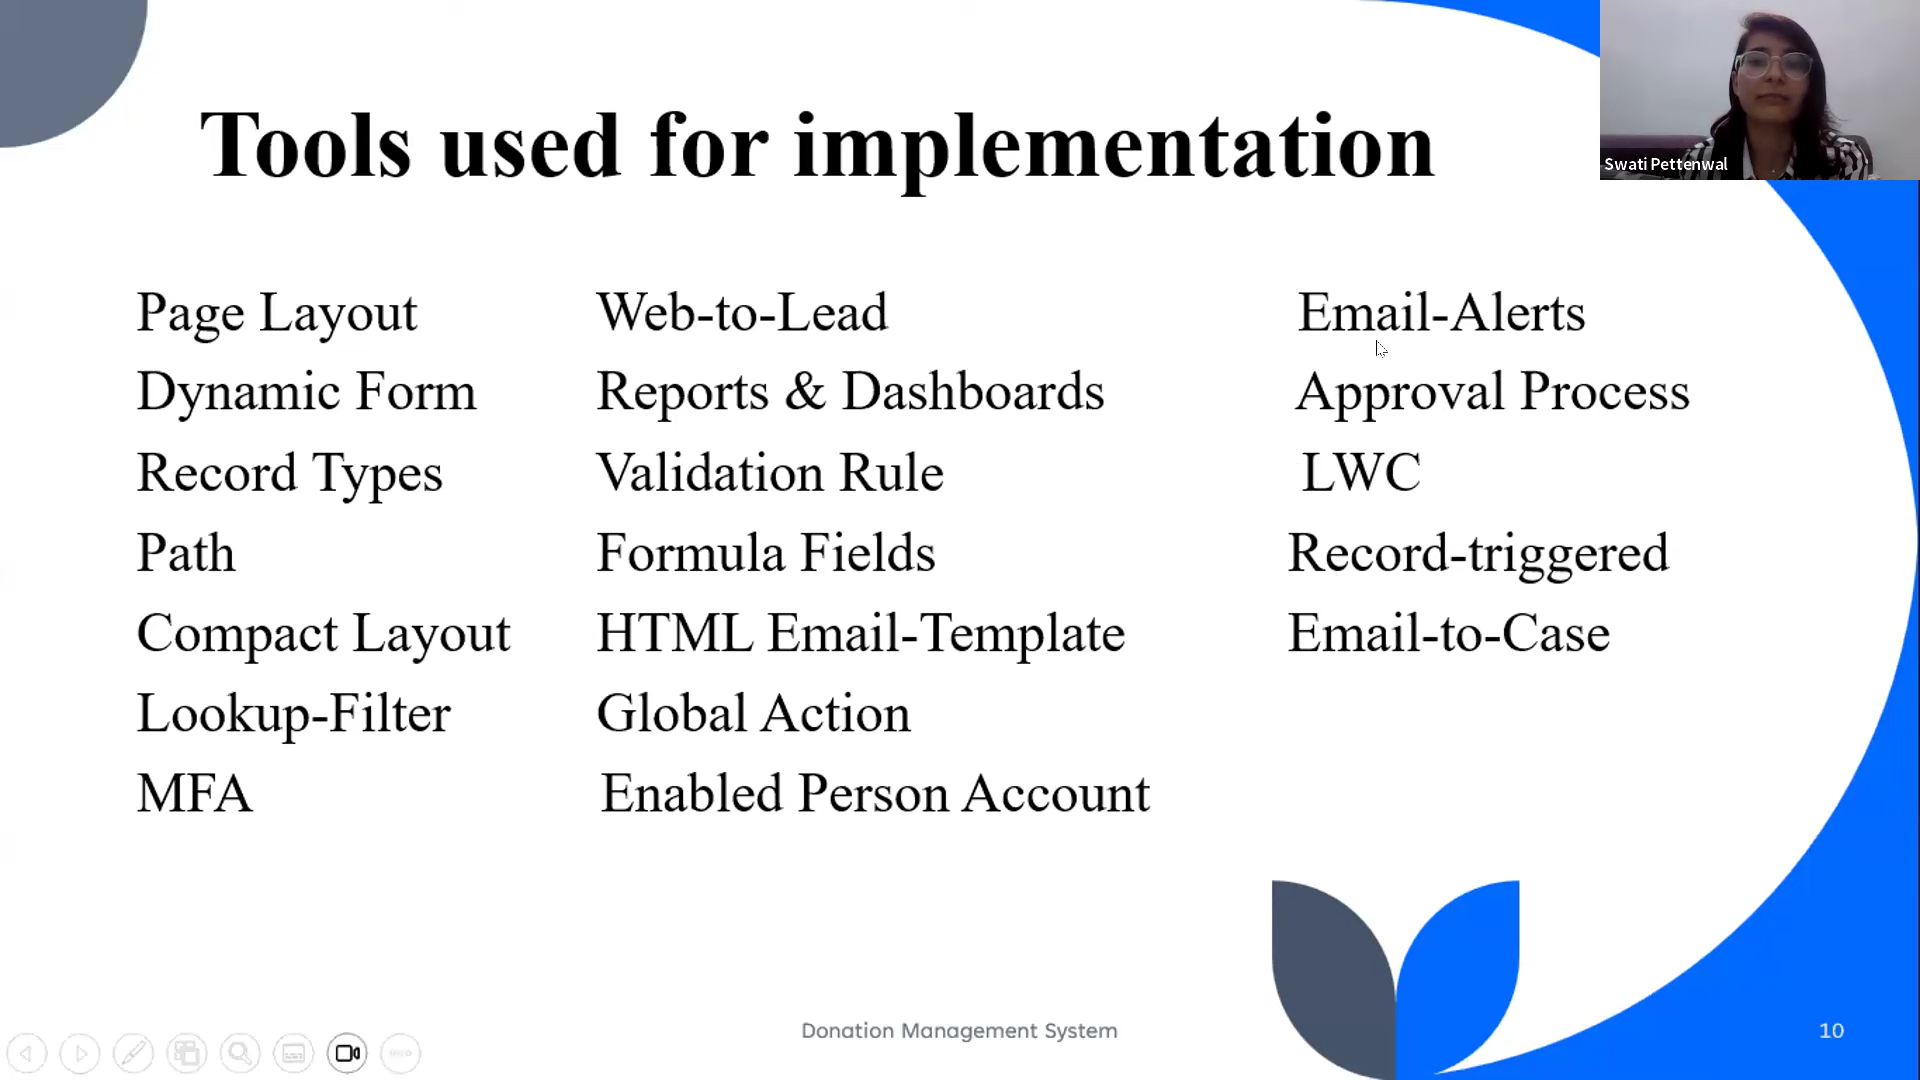 Tools used for implementation
Swati Pettenwal
Page Layout
Dynamic Form
Record Types
Path
Compact Layout
Lookup-Filter
MFA
Web-to-Lead
Reports & Dashboards
Validation Rule
Formula Fields
HTML Email-Template
Global Action
Enabled Person Account
Email-Alerts
Approval Process
LWC
Record-triggered
Email-to-Case
Donation Management System
10